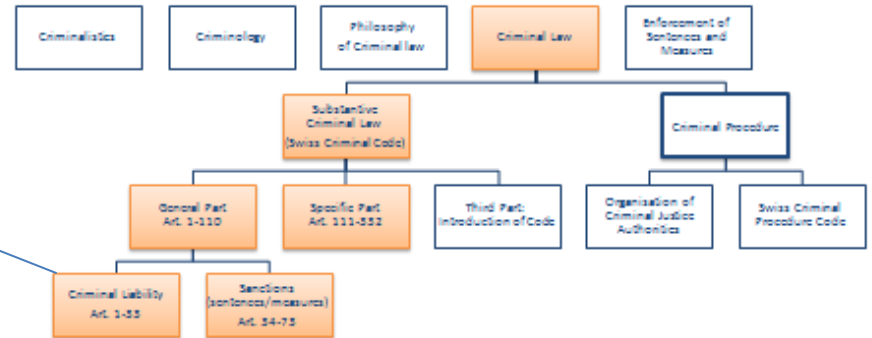 Criminalistics
Criminology
Philosophy
of Criminal law
Criminal Law
Enforcement of
Sentences and
Measures
Substantive
Criminal Law
(Swiss Criminal Code)
Criminal Procedure
General Part
Art. 1-110
Specific Part
Art. 111-332
Third Part:
Introduction of Code
Organisation of
Criminal Justice
Authorities
Swiss Criminal
Procedure Code
Criminal Liability
Art. 1-33
Sanctions
(sentences/measures)
Art. 34-73